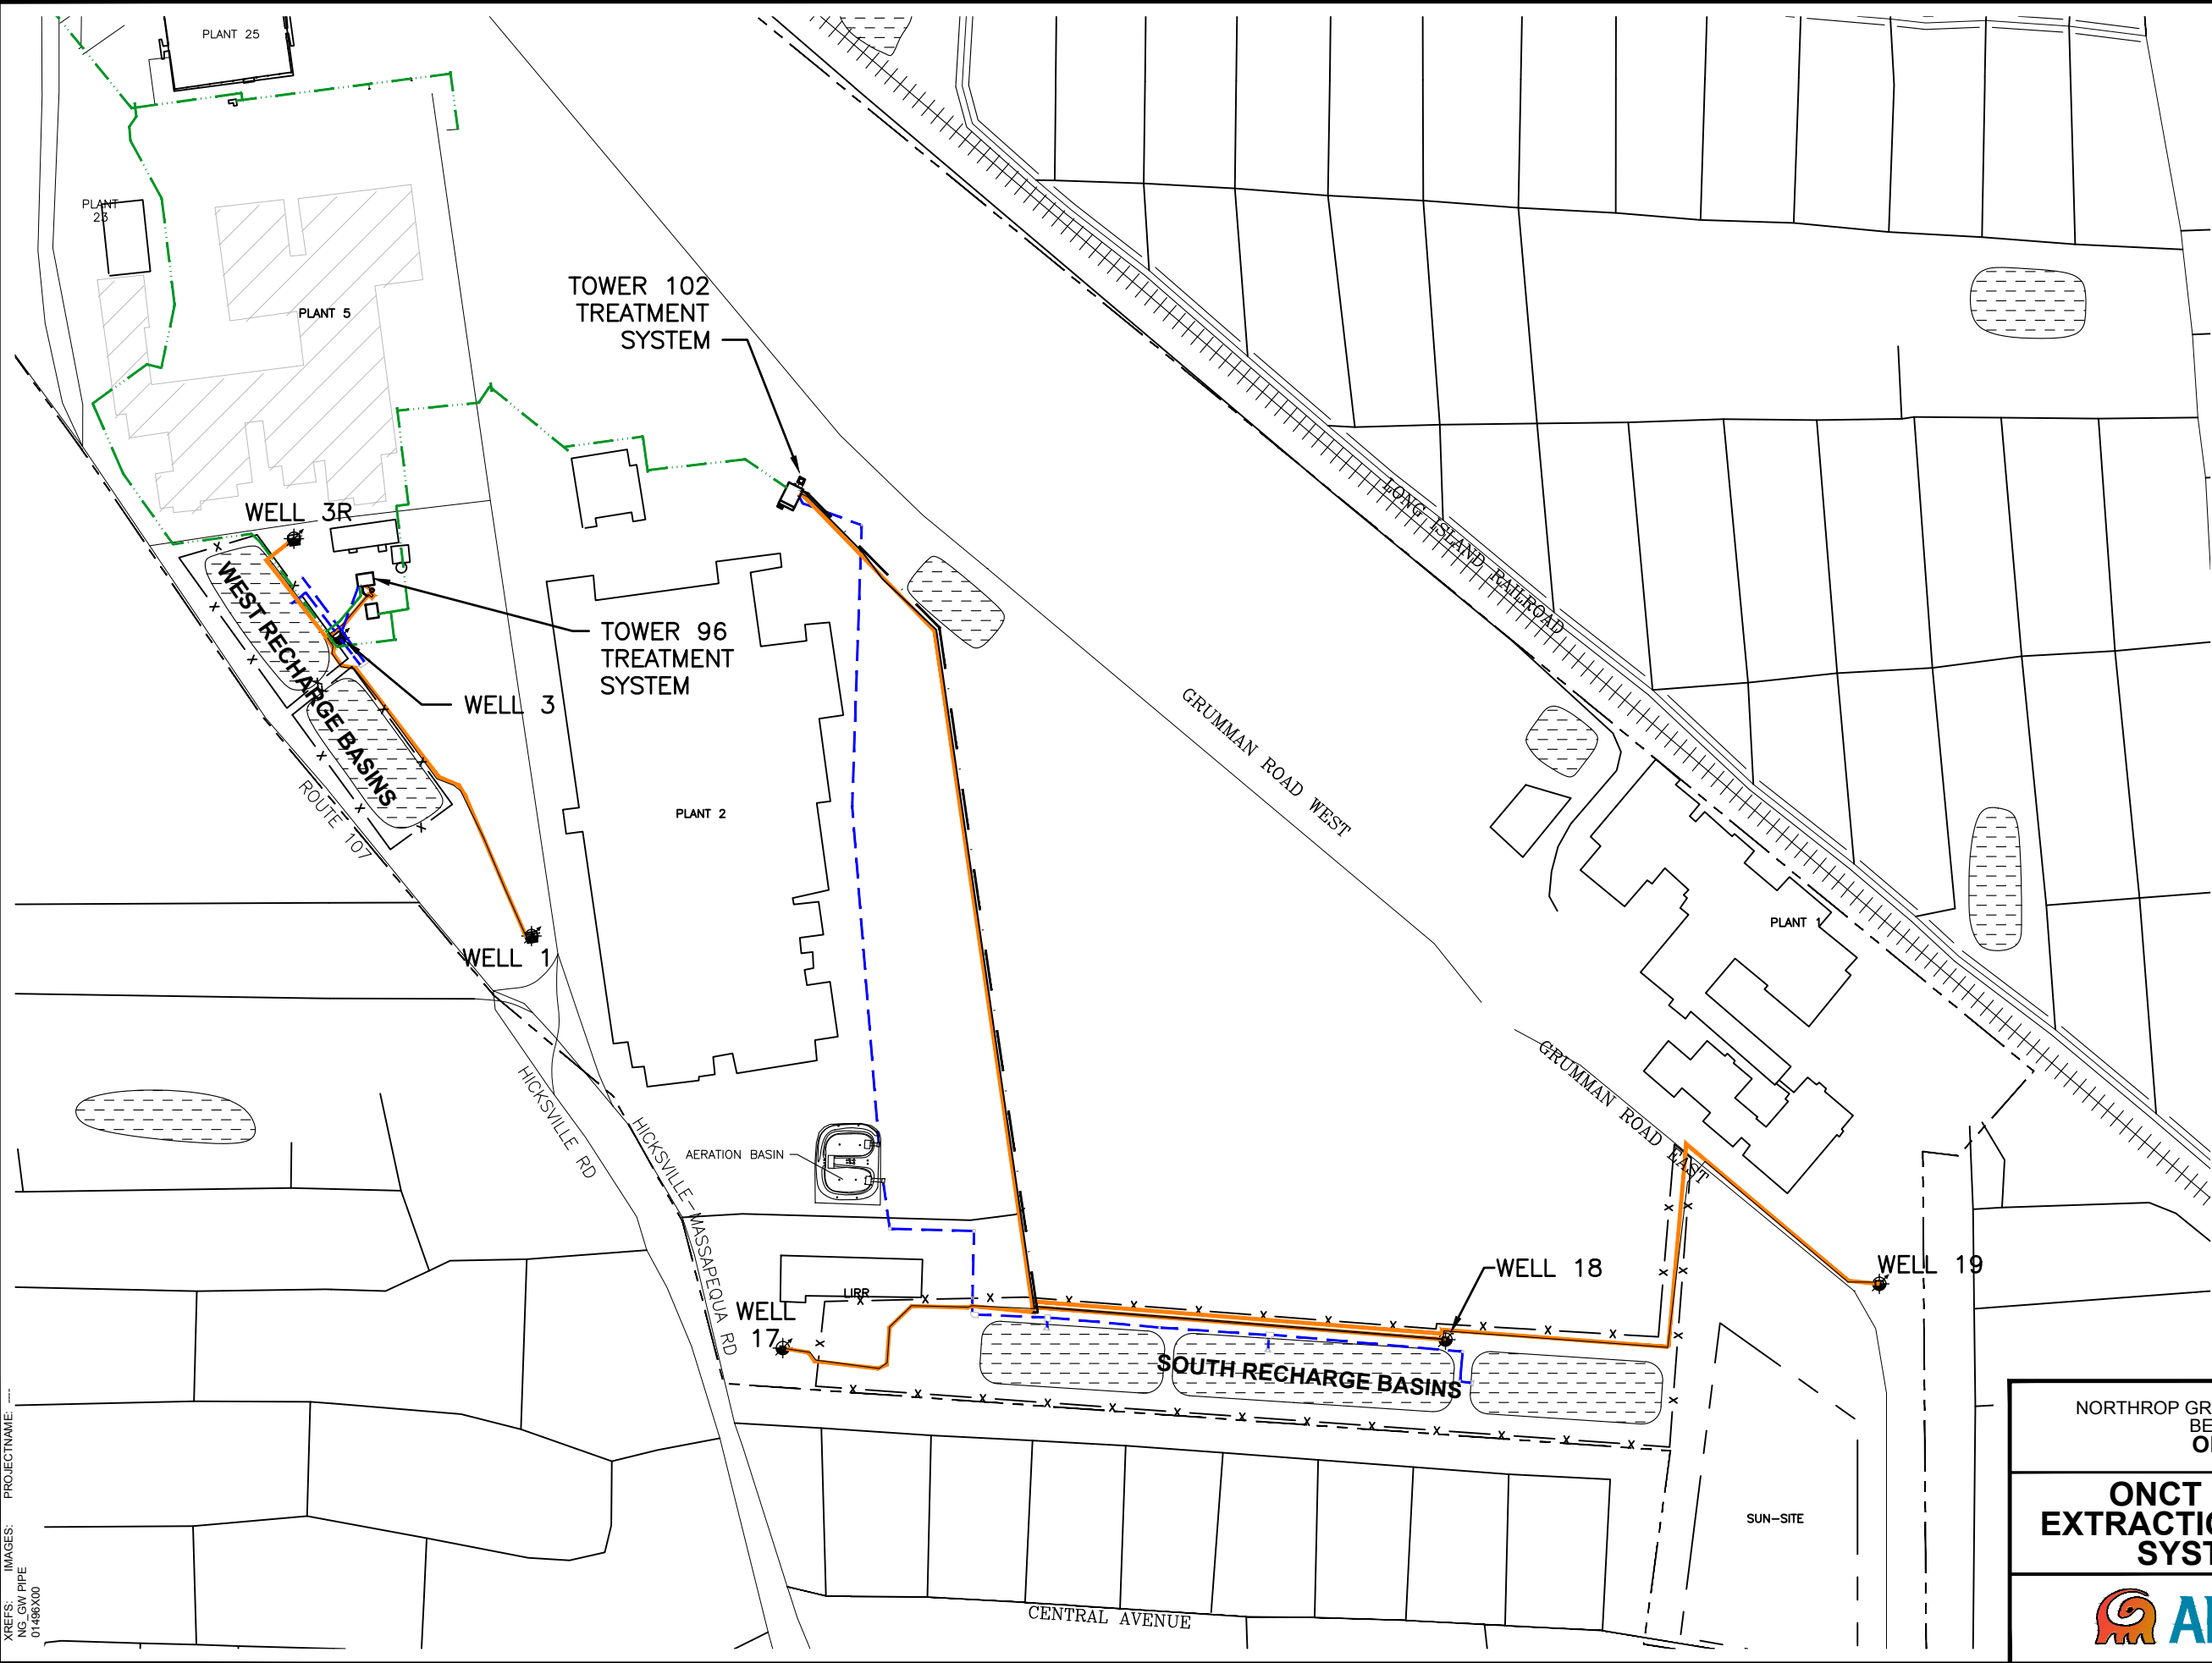 PLANT 25
PLANT
23
PLANT 5
TOWER 102
TREATMENT
SYSTEM
WELL 3R
WEST RECHARGE BASINS
TOWER 96
TREATMENT
SYSTEM
WELL 3
ROUTE 107
PLANT 2
WELL 1
LONG ISLAND RAILROAD
GRUMMAN ROAD WEST
PLANT 1
GRUMMAN ROAD EAST
HICKSVILLE RD
HICKSVILLE-MASSAPEQUA RD
AERATION BASIN
LIRR
WELL
17
WELL 18
WELL 19
SOUTH RECHARGE BASINS
SUN-SITE
CENTRAL AVENUE
NORTHROP GR
BE
ONCT
EXTRACTIO
SYST
XREFS: IMAGES: PROJECTNAME: ----
NG_GW PIPE
01496X00